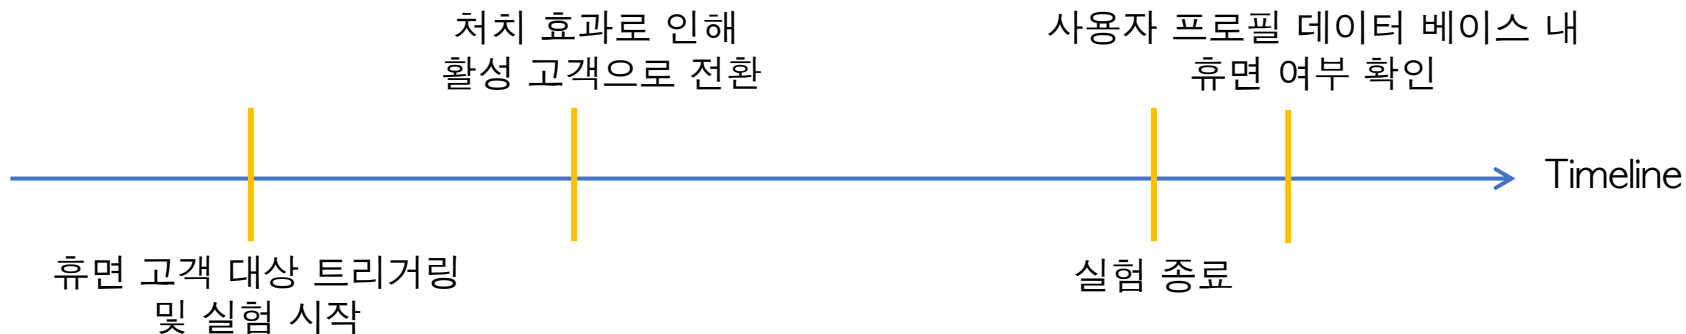 처치 효과로 인해
활성 고객으로 전환
사용자 프로필 데이터 베이스 내
휴면 여부 확인
Timeline
휴면 고객 대상 트리거링
및 실험 시작
실험 종료